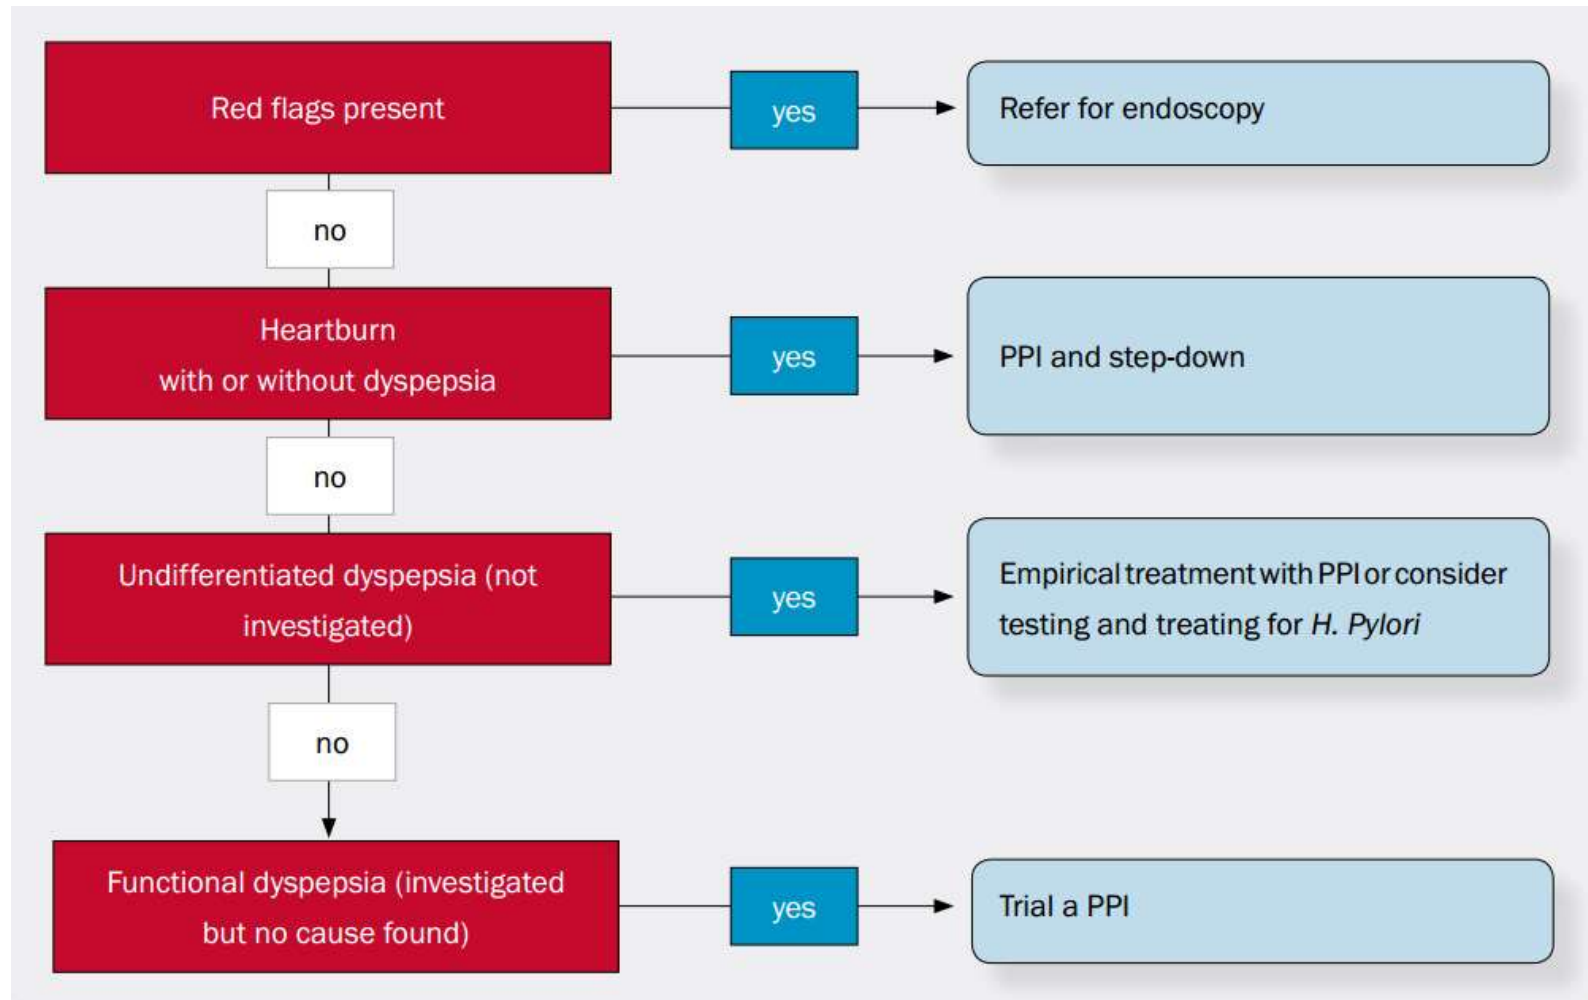 Red flags present
yes
Refer for endoscopy
no
Heartburn
with or without dyspepsia
yes
PPI and step-down
no
Undifferentiated dyspepsia (not
investigated)
yes
Empirical treatment with PPI or consider
testing and treating for H. Pylori
no
Functional dyspepsia (investigated
but no cause found)
yes
Trial a PPI